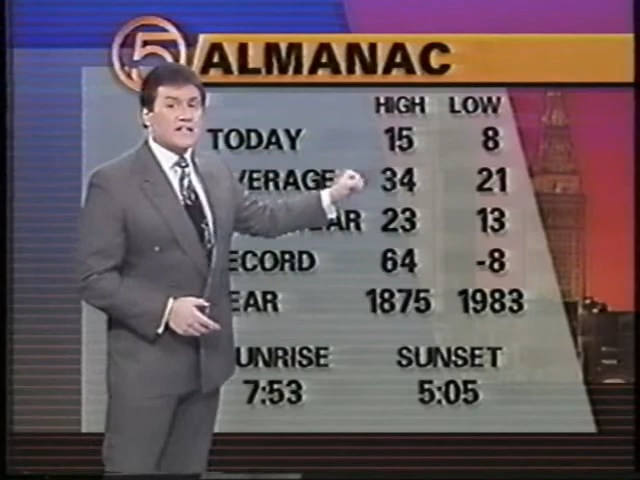 5 ALMANAC
HIGH LOW
TODAY 15 8
VERAGE 34 21
EAR 23 13
ECORD 64 -8
EAR 1875 1983
UNRISE SUNSET
7:53 5:05